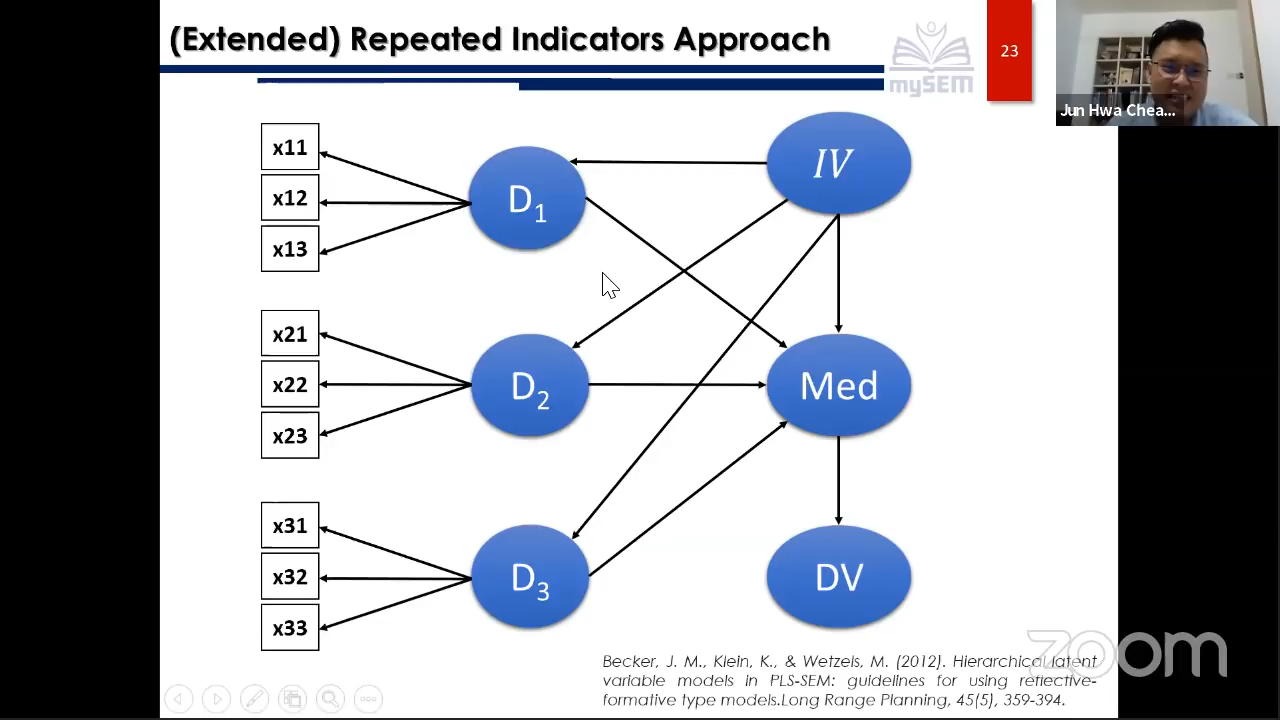 (Extended) Repeated Indicators Approach
mySEM
23
Jun Hwa Chea...
x11
x12
x13
D1
IV
x21
x22
x23
D2
Med
x31
x32
x33
D3
DV
Becker, J. M., Klein, K., & Wetzels, M. (2012). Hierarchical latent
variable models in PLS-SEM: guidelines for using reflective-
formative type models.Long Range Planning, 45(5), 359-394.
zoom